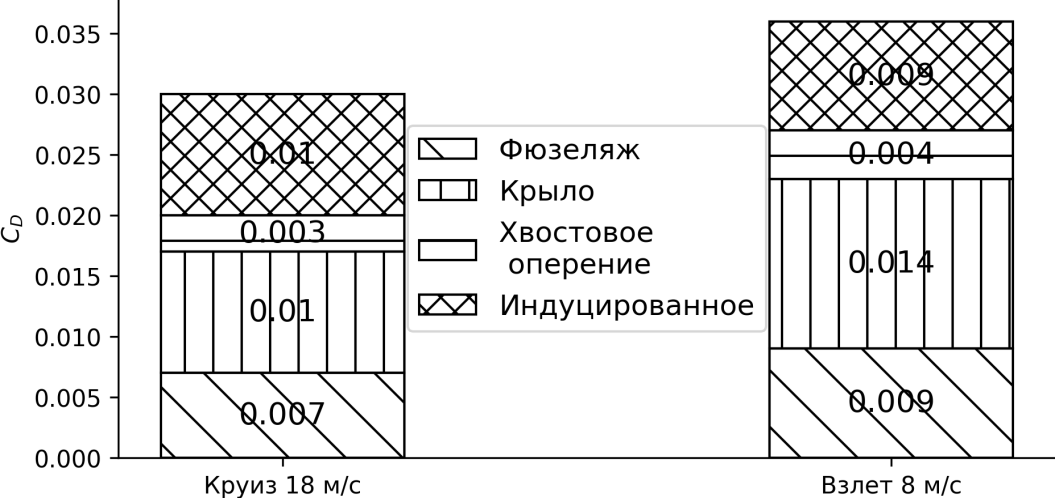 0.035
0.030
0.025
0.020
0.015
0.010
0.005
0.000
C_D
0.01
0.003
0.01
0.007
Фюзеляж
Крыло
Хвостовое
оперение
Индуцированное
0.009
0.004
0.014
0.009
Круиз 18 м/с
Взлет 8 м/с